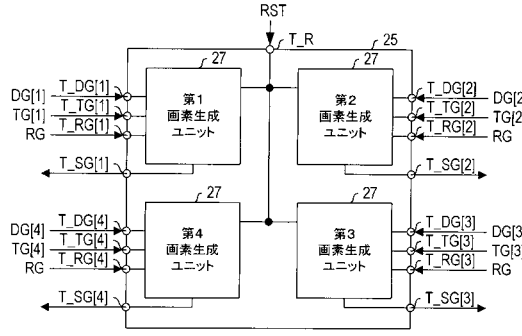 RST
T_R
25
27
27
DG[1]
T_DG[1]
TG[1]
T_TG[1]
RG
T_RG[1]
T_SG[1]
第1
画素生成
ユニット
第2
画素生成
ユニット
T_DG[2]
DG[2
T_TG[2]
TG[2
T_RG[2]
RG
T_SG[2]
27
27
DG[4]
T_DG[4]
TG[4]
T_TG[4]
RG
T_RG[4]
T_SG[4]
第4
画素生成
ユニット
第3
画素生成
ユニット
T_DG[3]
DG[3
T_TG[3]
TG[3
T_RG[3]
RG
T_SG[3]